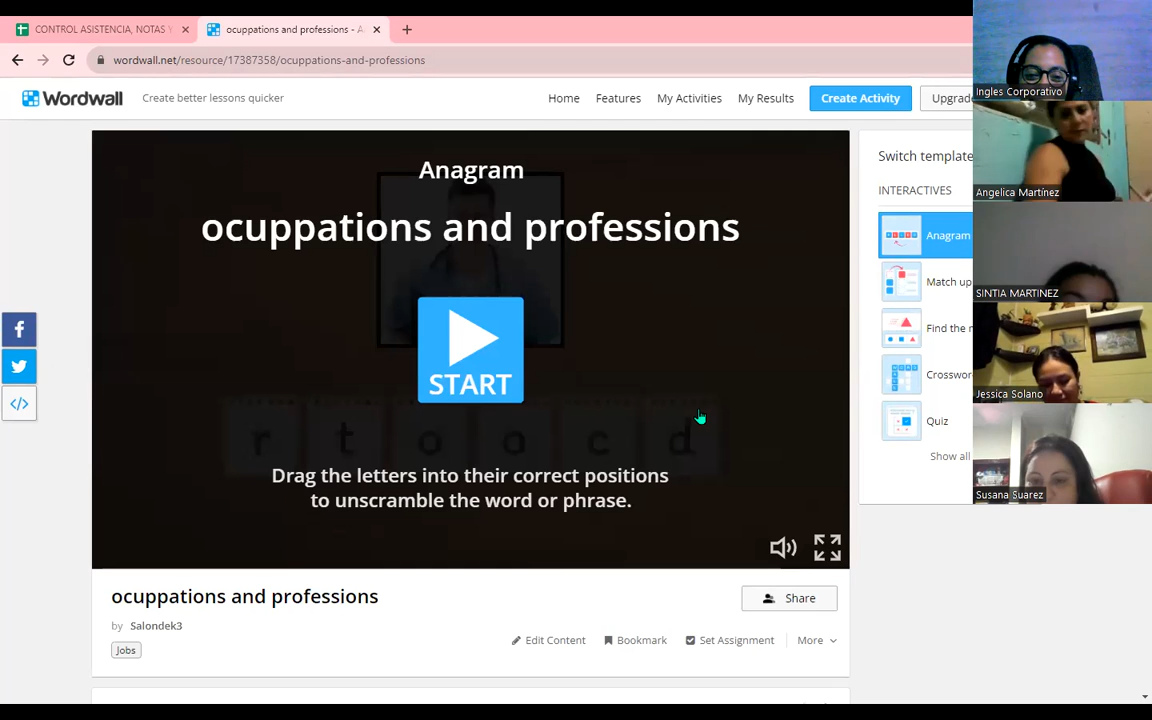 CONTROL ASISTENCIA, NOTAS Y
ocuppations and professions - A
wordwall.net/resource/17387358/ocuppations-and-professions
Wordwall
Create better lessons quicker
Home
Features
My Activities
My Results
Create Activity
Upgrade
Anagram
ocuppations and professions
START
r t o o c d
Drag the letters into their correct positions
to unscramble the word or phrase.
Switch template
INTERACTIVES
Anagram
Match up
Find the
Crossword
Quiz
Show all
ocuppations and professions
Share
by Salondek3
Edit Content
Bookmark
Set Assignment
More
Jobs
Ingles Corporativo
Angelica Martínez
SINTIA MARTINEZ
Jessica Solano
Susana Suarez